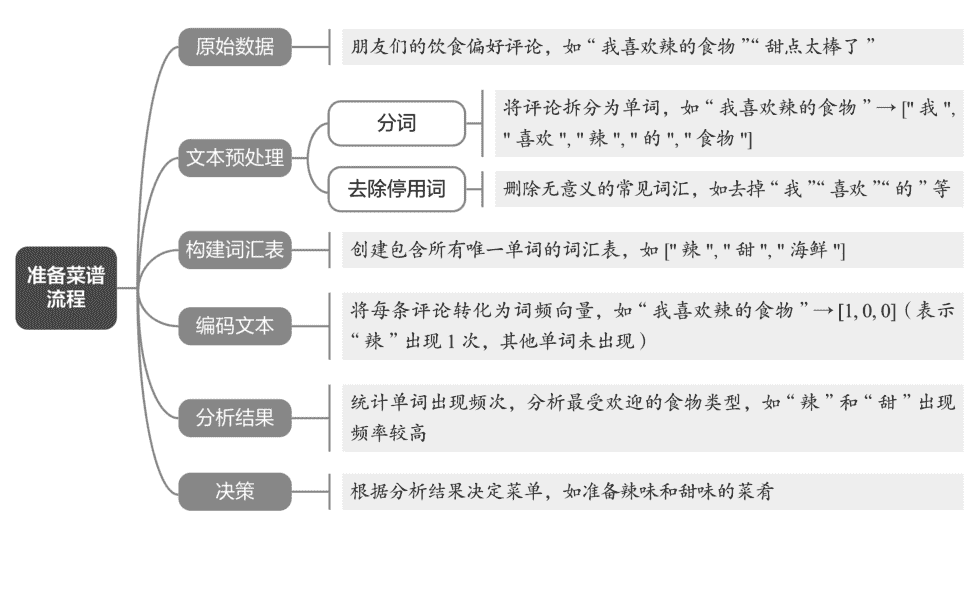 准备菜谱
流程
原始数据
朋友们的饮食偏好评论，如“我喜欢辣的食物”“甜点太棒了”
文本预处理
分词
将评论拆分为单词，如“我喜欢辣的食物”→["我",
"喜欢","辣","的","食物"]
去除停用词
删除无意义的常见词汇，如去掉“我”“喜欢”“的”等
构建词汇表
创建包含所有唯一单词的词汇表，如["辣","甜","海鲜"]
编码文本
将每条评论转化为词频向量，如“我喜欢辣的食物”→[1, 0, 0]（表示
“辣”出现1次，其他单词未出现）
分析结果
统计单词出现频次，分析最受欢迎的食物类型，如“辣”和“甜”出现
频率较高
决策
根据分析结果决定菜单，如准备辣味和甜味的菜肴